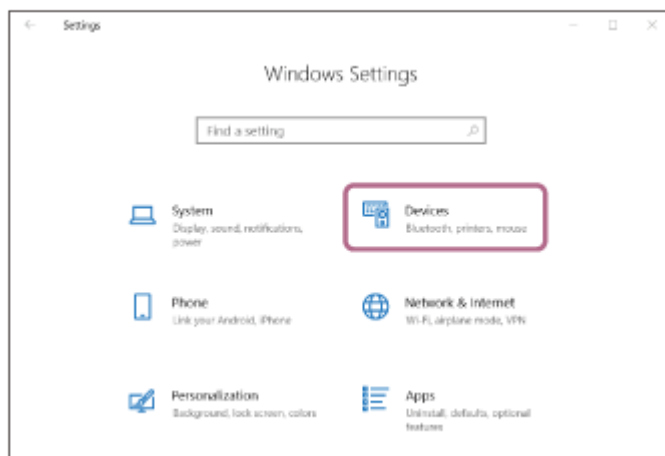 Settings
Windows Settings
Find a setting
System
Display, sound, notifications,
power
Devices
Bluetooth, printers, mouse
Phone
Link your Android, iPhone
Network & Internet
Wi-Fi, airplane mode, VPN
Personalization
Background, lock screen, colors
Apps
Uninstall, defaults, optional
features